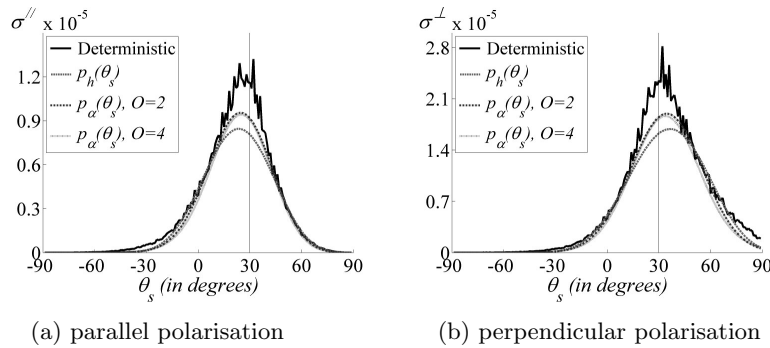 σ^// x 10^-5
Deterministic
p_h(θ_s)
p_α(θ_s), O=2
p_α(θ_s), O=4
1.2
0.9
0.6
0.3
0
-90 -60 -30 0 30 60 90
θ_s (in degrees)
(a) parallel polarisation
σ^⊥ x 10^-5
Deterministic
p_h(θ_s)
p_α(θ_s), O=2
p_α(θ_s), O=4
2.8
2.1
1.4
0.7
0
-90 -60 -30 0 30 60 90
θ_s (in degrees)
(b) perpendicular polarisation